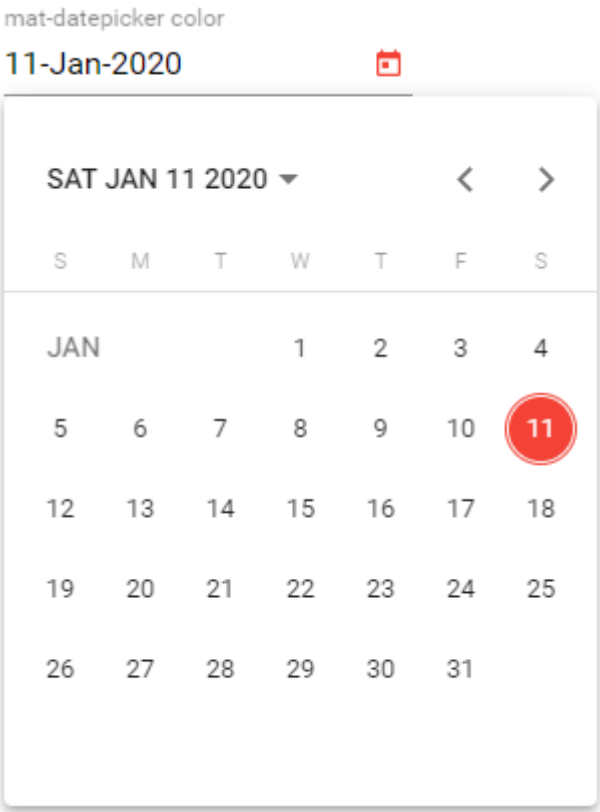 mat-datepicker color
11-Jan-2020
SAT JAN 11 2020
S M T W T F S
JAN 1 2 3 4
5 6 7 8 9 10 11
12 13 14 15 16 17 18
19 20 21 22 23 24 25
26 27 28 29 30 31